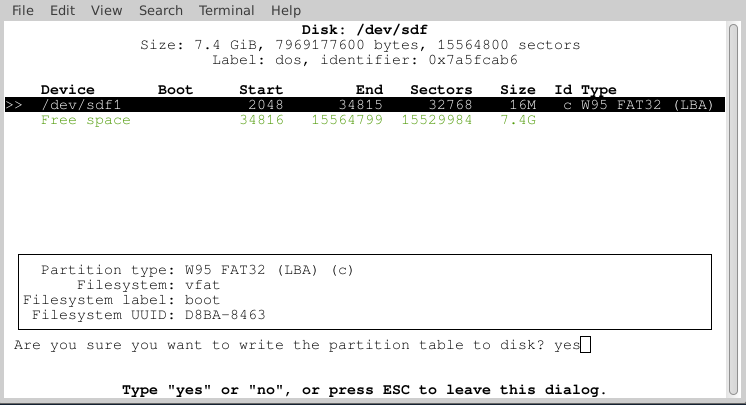 File Edit View Search Terminal Help
Disk: /dev/sdf
Size: 7.4 GiB, 7969177600 bytes, 15564800 sectors
Label: dos, identifier: 0x7a5fcab6
Device Boot Start End Sectors Size Id Type
>> /dev/sdf1 2048 34815 32768 16M c W95 FAT32 (LBA)
Free space 34816 15564799 15529984 7.4G
Partition type: W95 FAT32 (LBA) (c)
Filesystem: vfat
Filesystem label: boot
Filesystem UUID: D8BA-8463
Are you sure you want to write the partition table to disk? yes
Type "yes" or "no", or press ESC to leave this dialog.